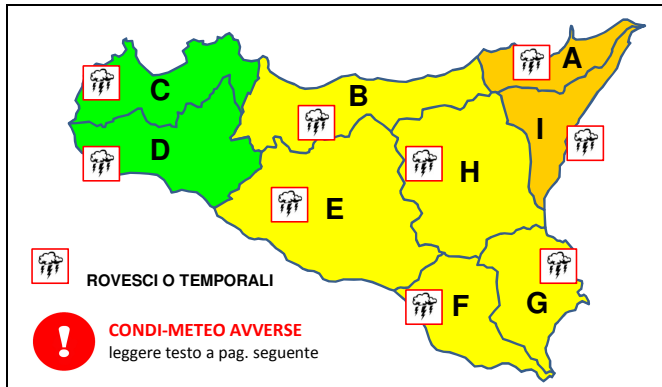 A
C
B
I
D
H
E
F
G
ROVESCI O TEMPORALI
CONDI-METEO AVVERSE
leggere testo a pag. seguente